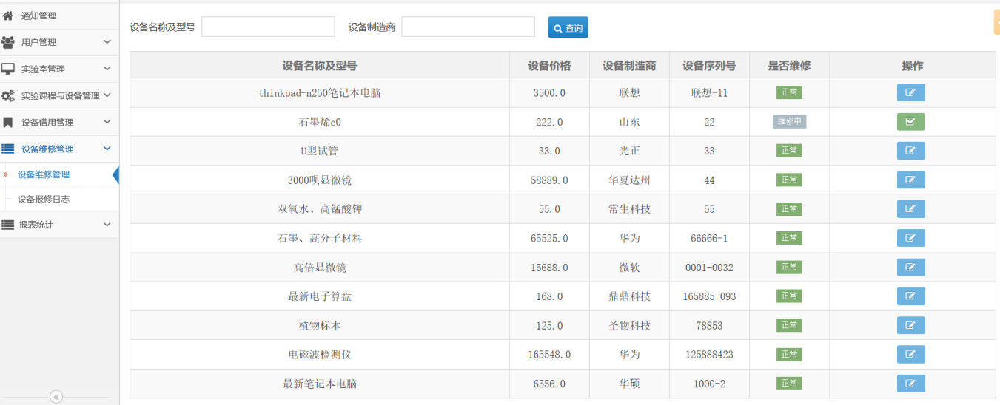 通知管理
用户管理
实验室管理
实验课程与设备管理
设备借用管理
设备维修管理
设备维修管理
设备报修日志
报表统计
设备名称及型号 设备制造商 查询
设备名称及型号 设备价格 设备制造商 设备序列号 是否维修 操作
thinkpad-n250笔记本电脑 3500.0 联想 联想-11 正常
石墨烯c0 222.0 山东 22 维修中
U型试管 33.0 光正 33 正常
3000呗显微镜 58889.0 华夏达州 44 正常
双氧水、高锰酸钾 55.0 常生科技 55 正常
石墨、高分子材料 65525.0 华为 66666-1 正常
高倍显微镜 15688.0 微软 0001-0032 正常
最新电子算盘 168.0 鼎鼎科技 165885-093 正常
植物标本 125.0 圣物科技 78853 正常
电磁波检测仪 165548.0 华为 125888423 正常
最新笔记本电脑 6556.0 华硕 1000-2 正常